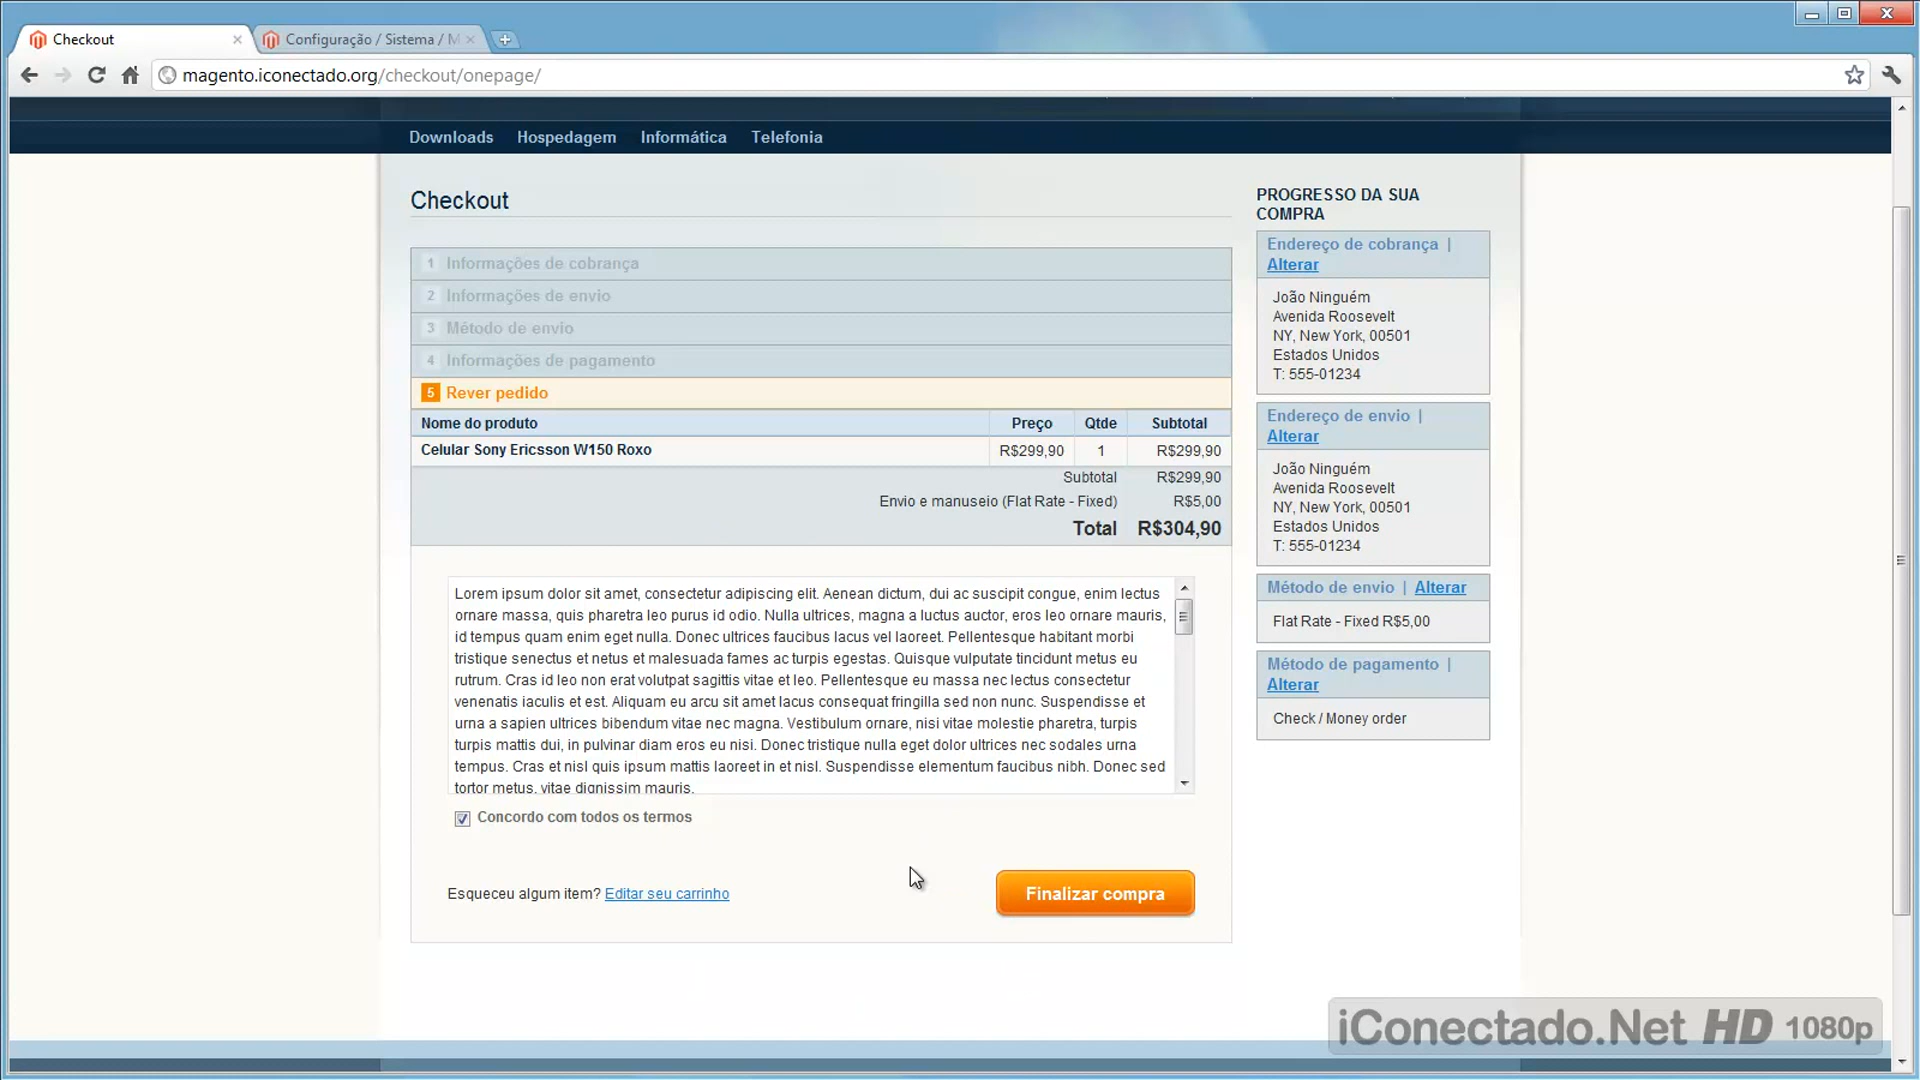 Checkout
Configuração / Sistema / M
magento.iconectado.org/checkout/onepage/
Downloads Hospedagem Informática Telefonia
Checkout
1 Informações de cobrança
2 Informações de envio
3 Método de envio
4 Informações de pagamento
5 Rever pedido
Nome do produto Preço Qtde Subtotal
Celular Sony Ericsson W150 Roxo R$299,90 1 R$299,90
Subtotal R$299,90
Envio e manuseio (Flat Rate - Fixed) R$5,00
Total R$304,90
Lorem ipsum dolor sit amet, consectetur adipiscing elit. Aenean dictum, dui ac suscipit congue, enim lectus
ornare massa, quis pharetra leo purus id odio. Nulla ultrices, magna a luctus auctor, eros leo ornare mauris,
id tempus quam enim eget nulla. Donec ultrices faucibus lacus vel laoreet. Pellentesque habitant morbi
tristique senectus et netus et malesuada fames ac turpis egestas. Quisque vulputate tincidunt metus eu
rutrum. Cras id leo non erat volutpat sagittis vitae et leo. Pellentesque eu massa nec lectus consectetur
venenatis iaculis et est. Aliquam eu arcu sit amet lacus consequat fringilla sed non nunc. Suspendisse et
urna a sapien ultrices bibendum vitae nec magna. Vestibulum ornare, nisi vitae molestie pharetra, turpis
turpis mattis dui, in pulvinar diam eros eu nisi. Donec tristique nulla eget dolor ultrices nec sodales urna
tempus. Cras et nisl quis ipsum mattis laoreet in et nisl. Suspendisse elementum faucibus nibh. Donec sed
tortor metus, vitae dignissim mauris.
Concordo com todos os termos
Esqueceu algum item? Editar seu carrinho
Finalizar compra
PROGRESSO DA SUA
COMPRA
Endereço de cobrança |
Alterar
João Ninguém
Avenida Roosevelt
NY, New York, 00501
Estados Unidos
T: 555-01234
Endereço de envio |
Alterar
João Ninguém
Avenida Roosevelt
NY, New York, 00501
Estados Unidos
T: 555-01234
Método de envio | Alterar
Flat Rate - Fixed R$5,00
Método de pagamento |
Alterar
Check / Money order
iConectado.Net HD 1080p